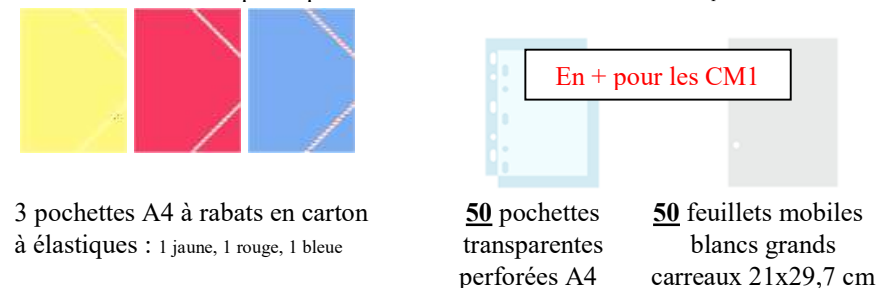 En + pour les CM1
3 pochettes A4 à rabats en carton
à élastiques : 1 jaune, 1 rouge, 1 bleue
50 pochettes
transparentes
perforées A4
50 feuillets mobiles
blancs grands
carreaux 21x29,7 cm